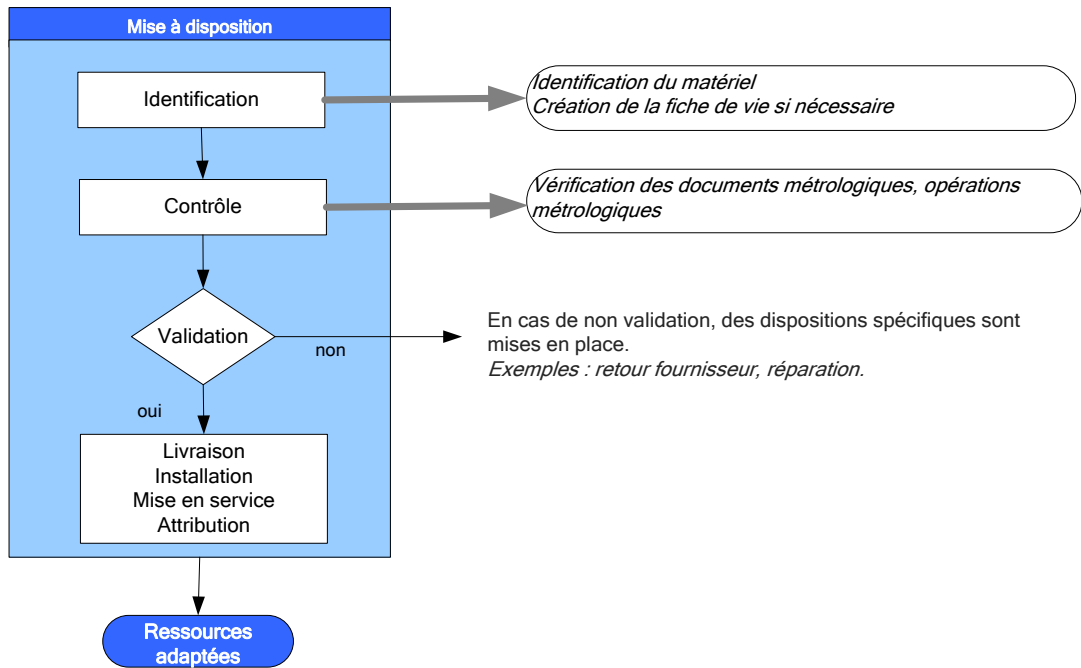 Mise à disposition
Identification
Identification du matériel
Création de la fiche de vie si nécessaire
Contrôle
Vérification des documents métrologiques, opérations
métrologiques
Validation
non
En cas de non validation, des dispositions spécifiques sont
mises en place.
Exemples : retour fournisseur, réparation.
oui
Livraison
Installation
Mise en service
Attribution
Ressources
adaptées